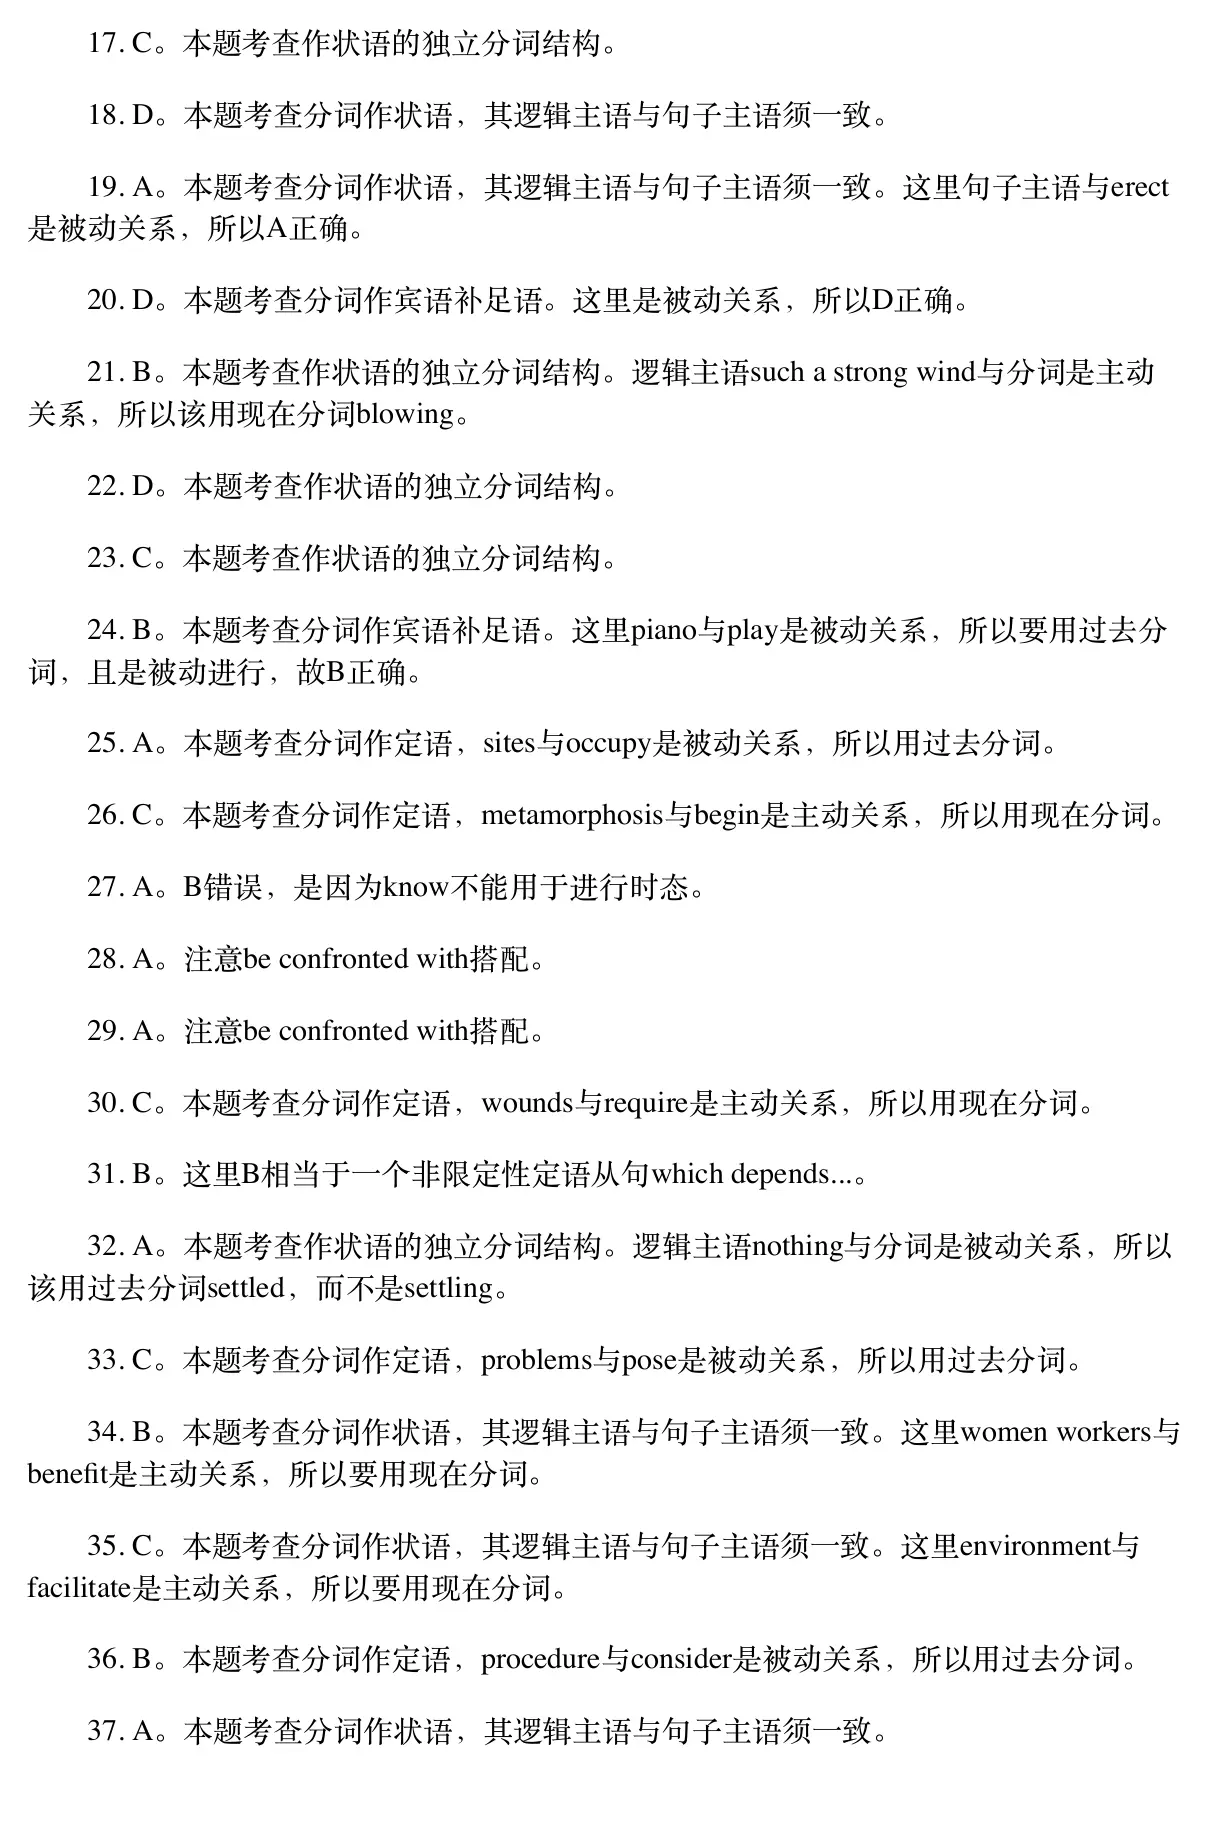 17. C。本题考查作状语的独立分词结构。
18. D。本题考查分词作状语，其逻辑主语与句子主语须一致。
19. A。本题考查分词作状语，其逻辑主语与句子主语须一致。这里句子主语与erect
是被动关系，所以A正确。
20. D。本题考查分词作宾语补足语。这里是被动关系，所以D正确。
21. B。本题考查作状语的独立分词结构。逻辑主语such a strong wind与分词是主动
关系，所以该用现在分词blowing。
22. D。本题考查作状语的独立分词结构。
23. C。本题考查作状语的独立分词结构。
24. B。本题考查分词作宾语补足语。这里piano与play是被动关系，所以要用过去分
词，且是被动进行，故B正确。
25. A。本题考查分词作定语，sites与occupy是被动关系，所以用过去分词。
26. C。本题考查分词作定语，metamorphosis与begin是主动关系，所以用现在分词。
27. A。B错误，是因为know不能用于进行时态。
28. A。注意be confronted with搭配。
29. A。注意be confronted with搭配。
30. C。本题考查分词作定语，wounds与require是主动关系，所以用现在分词。
31. B。这里B相当于一个非限定性定语从句which depends...。
32. A。本题考查作状语的独立分词结构。逻辑主语nothing与分词是被动关系，所以
该用过去分词settled，而不是settling。
33. C。本题考查分词作定语，problems与pose是被动关系，所以用过去分词。
34. B。本题考查分词作状语，其逻辑主语与句子主语须一致。这里women workers与
benefit是主动关系，所以要用现在分词。
35. C。本题考查分词作状语，其逻辑主语与句子主语须一致。这里environment与
facilitate是主动关系，所以要用现在分词。
36. B。本题考查分词作定语，procedure与consider是被动关系，所以用过去分词。
37. A。本题考查分词作状语，其逻辑主语与句子主语须一致。